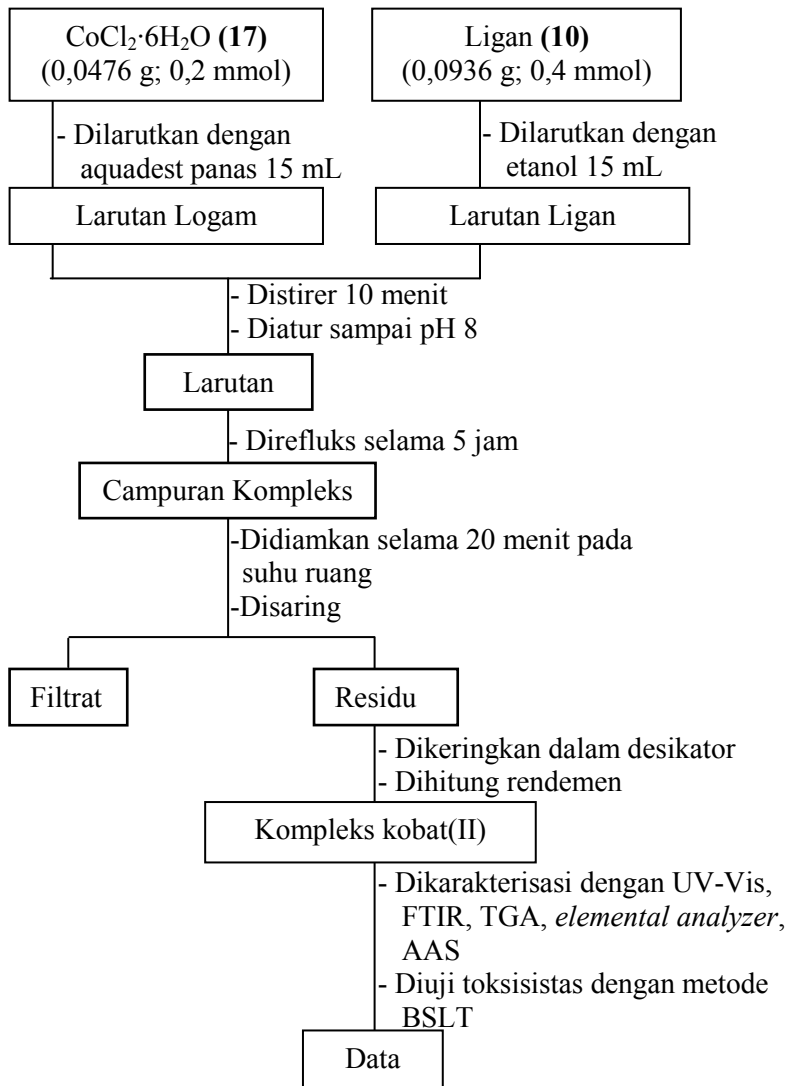 CoCl₂·6H₂O (17)
(0,0476 g; 0,2 mmol)
Ligan (10)
(0,0936 g; 0,4 mmol)
- Dilarutkan dengan
aquadest panas 15 mL
- Dilarutkan dengan
etanol 15 mL
Larutan Logam
Larutan Ligan
- Distirer 10 menit
- Diatur sampai pH 8
Larutan
- Direfluks selama 5 jam
Campuran Kompleks
-Didiamkan selama 20 menit pada
suhu ruang
-Disaring
Filtrat
Residu
- Dikeringkan dalam desikator
- Dihitung rendemen
Kompleks kobat(II)
- Dikarakterisasi dengan UV-Vis,
FTIR, TGA, elemental analyzer,
AAS
- Diuji toksisistas dengan metode
BSLT
Data